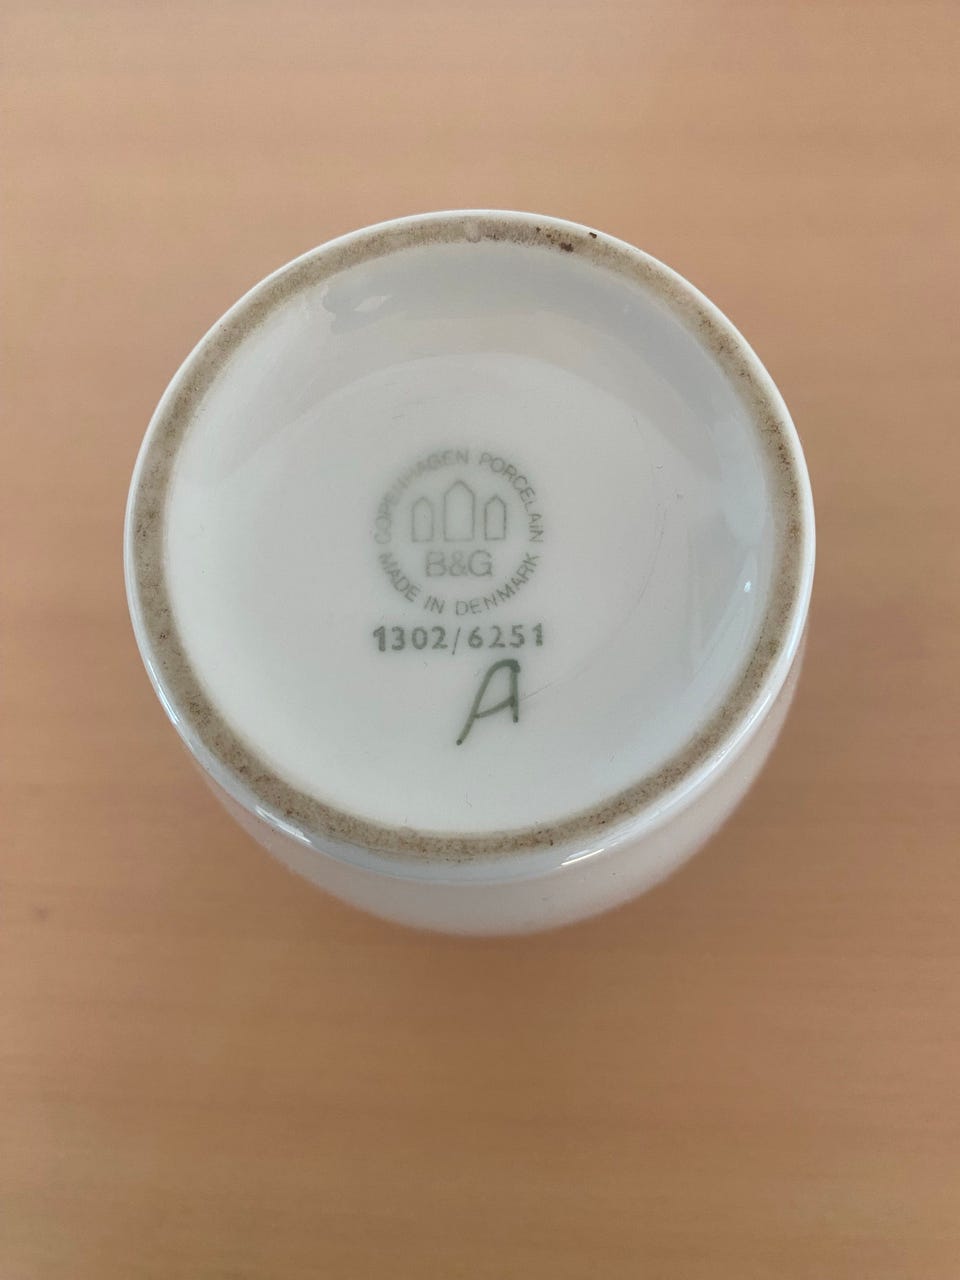 COPENHAGEN PORCELAIN
B&G
MADE IN DENMARK
1302/6251
A